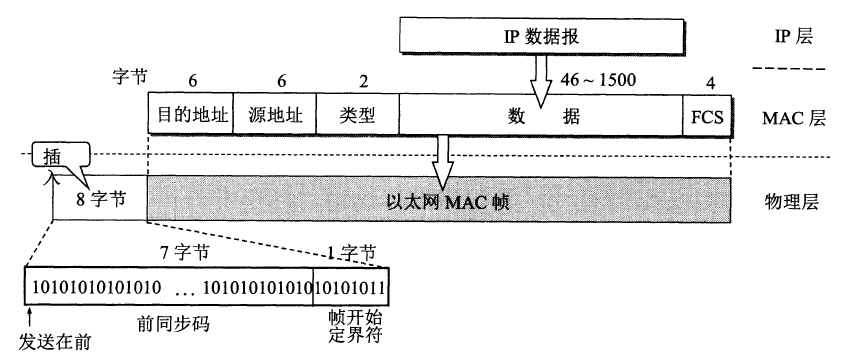 IP 数据报
IP 层
字节
6
6
2
46~1500
4
目的地址
源地址
类型
数 据
FCS
MAC 层
插入
8 字节
以太网 MAC 帧
物理层
7 字节
1 字节
10101010101010 … 101010101010
10101011
前同步码
帧开始
定界符
发送在前